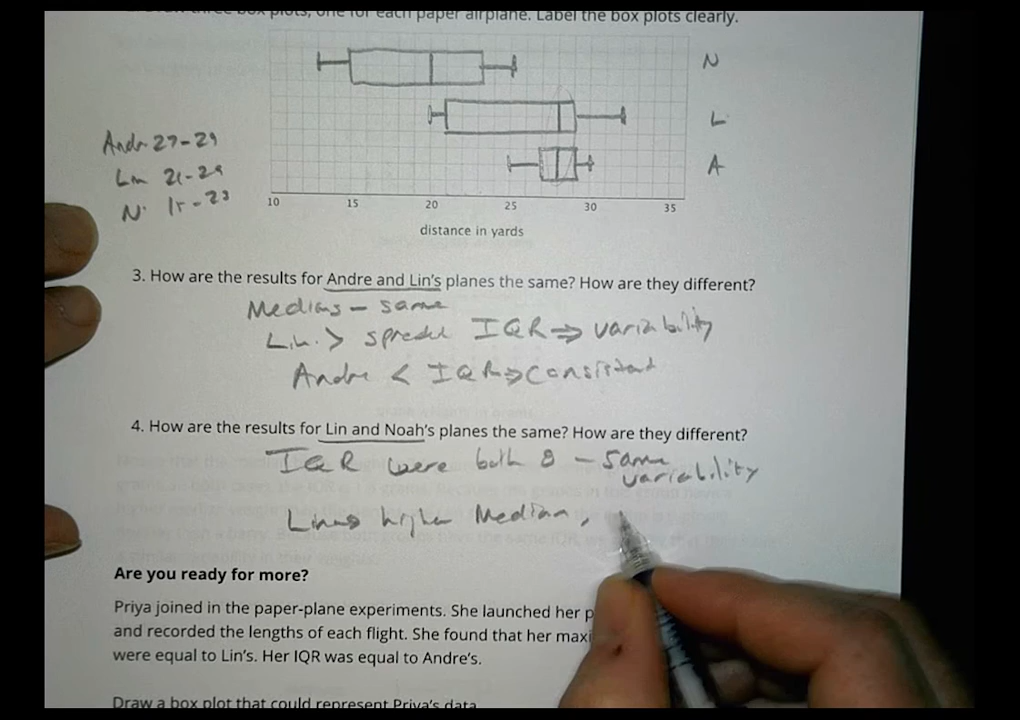 Draw three box plots, one for each paper airplane. Label the box plots clearly.
N
L
A
Andr 27-29
Lin 21-29
N. 15-23
10 15 20 25 30 35
distance in yards
3. How are the results for Andre and Lin's planes the same? How are they different?
Medians - same
Lin > spread IQR ⇒ variability
Andre < IQR ⇒ consistant
4. How are the results for Lin and Noah's planes the same? How are they different?
IQR were both 8 - same
variability
higher Median,
Are you ready for more?
Priya joined in the paper-plane experiments. She launched her p
and recorded the lengths of each flight. She found that her maxi
were equal to Lin's. Her IQR was equal to Andre's.
Draw a box plot that could represent Priya's data.